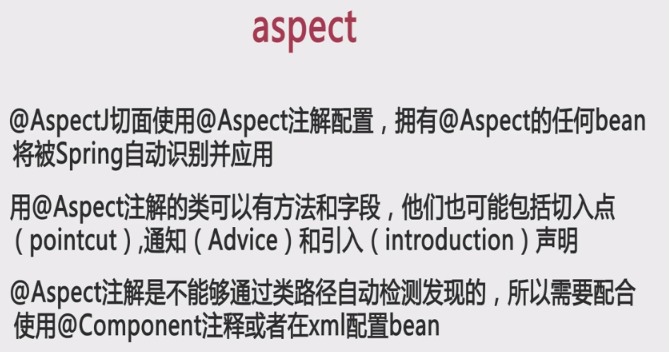 aspect
@AspectJ切面使用@Aspect注解配置，拥有@Aspect的任何bean
将被Spring自动识别并应用
用@Aspect注解的类可以有方法和字段，他们也可能包括切入点
（pointcut）,通知（Advice）和引入（introduction）声明
@Aspect注解是不能够通过类路径自动检测发现的，所以需要配合
使用@Component注释或者在xml配置bean